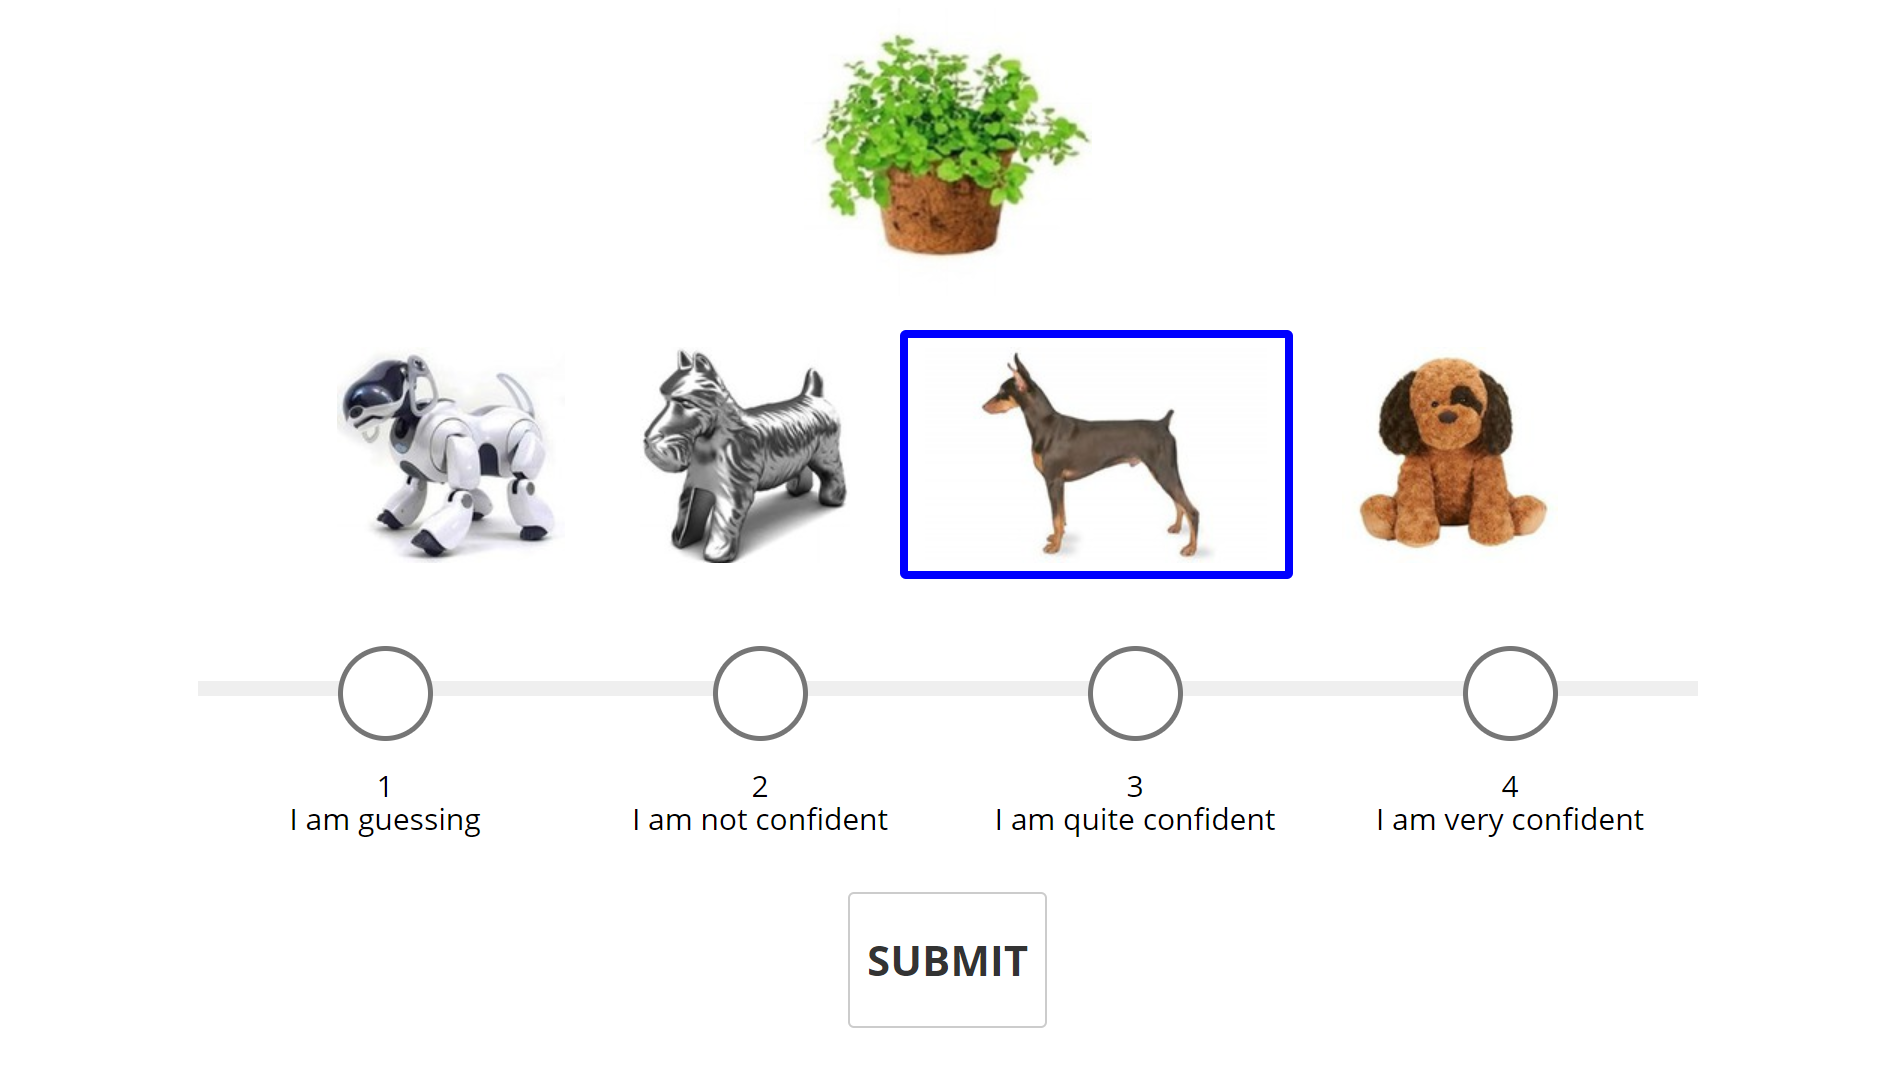 1
I am guessing
2
I am not confident
3
I am quite confident
4
I am very confident
SUBMIT